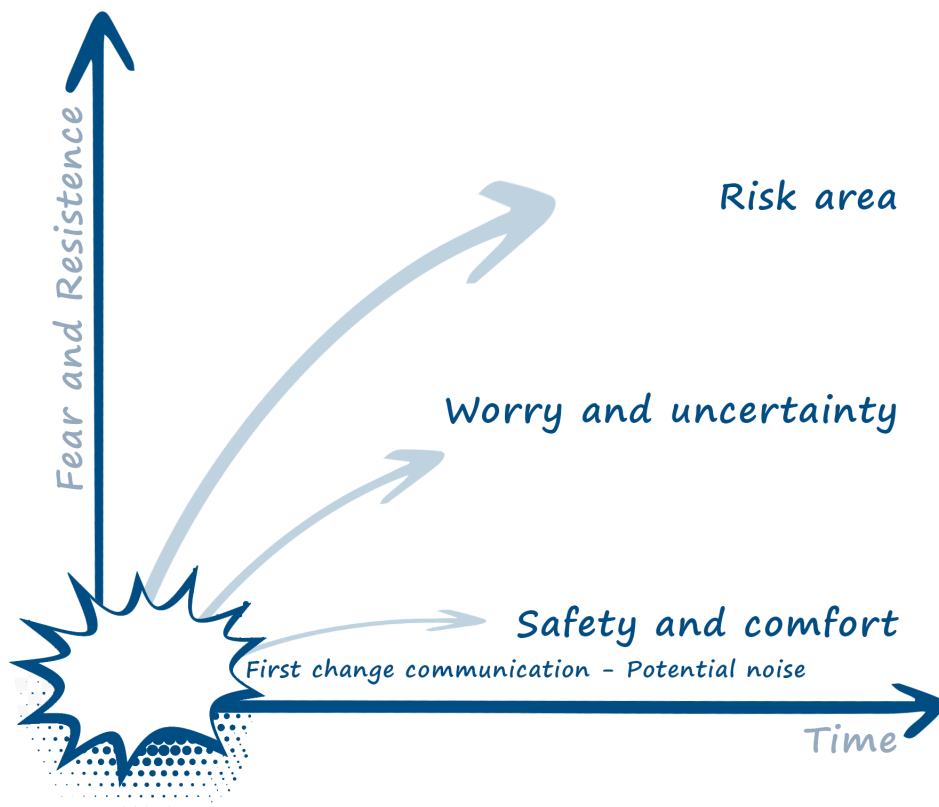 Fear and Resistence
Risk area
Worry and uncertainty
Safety and comfort
First change communication - Potential noise
Time